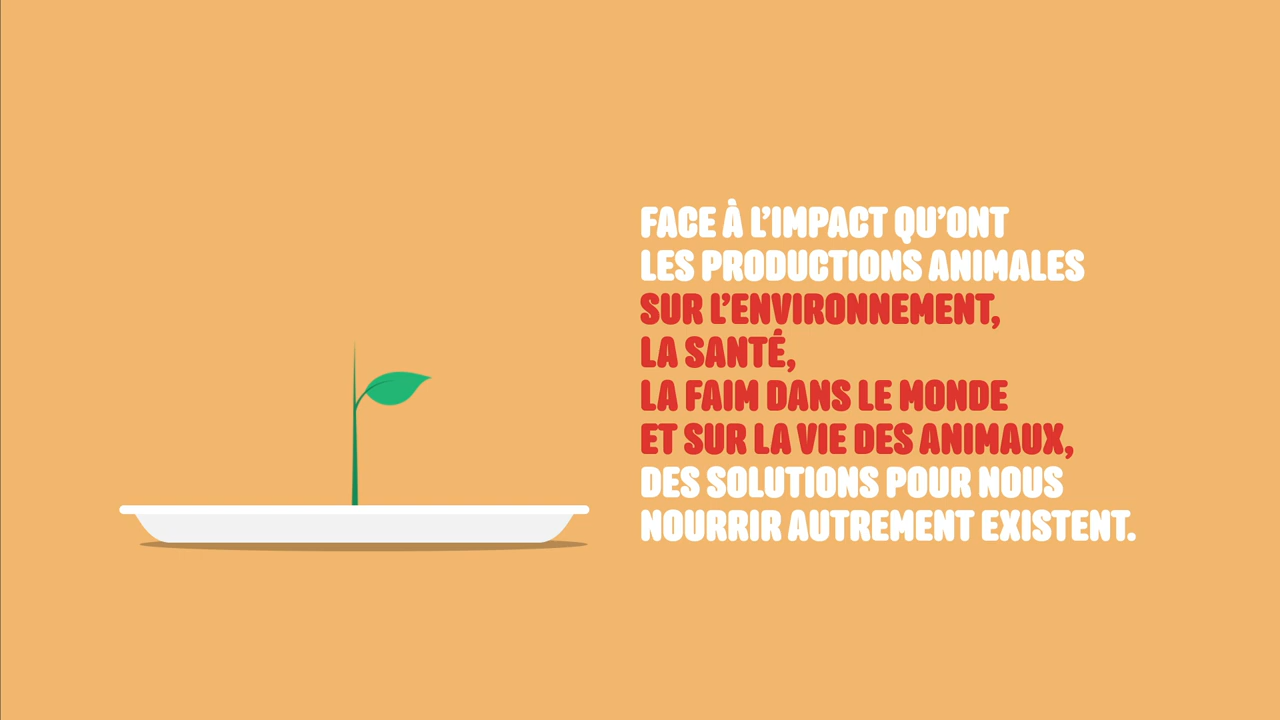 FACE À L'IMPACT QU'ONT
LES PRODUCTIONS ANIMALES
SUR L'ENVIRONNEMENT,
LA SANTÉ,
LA FAIM DANS LE MONDE
ET SUR LA VIE DES ANIMAUX,
DES SOLUTIONS POUR NOUS
NOURRIR AUTREMENT EXISTENT.